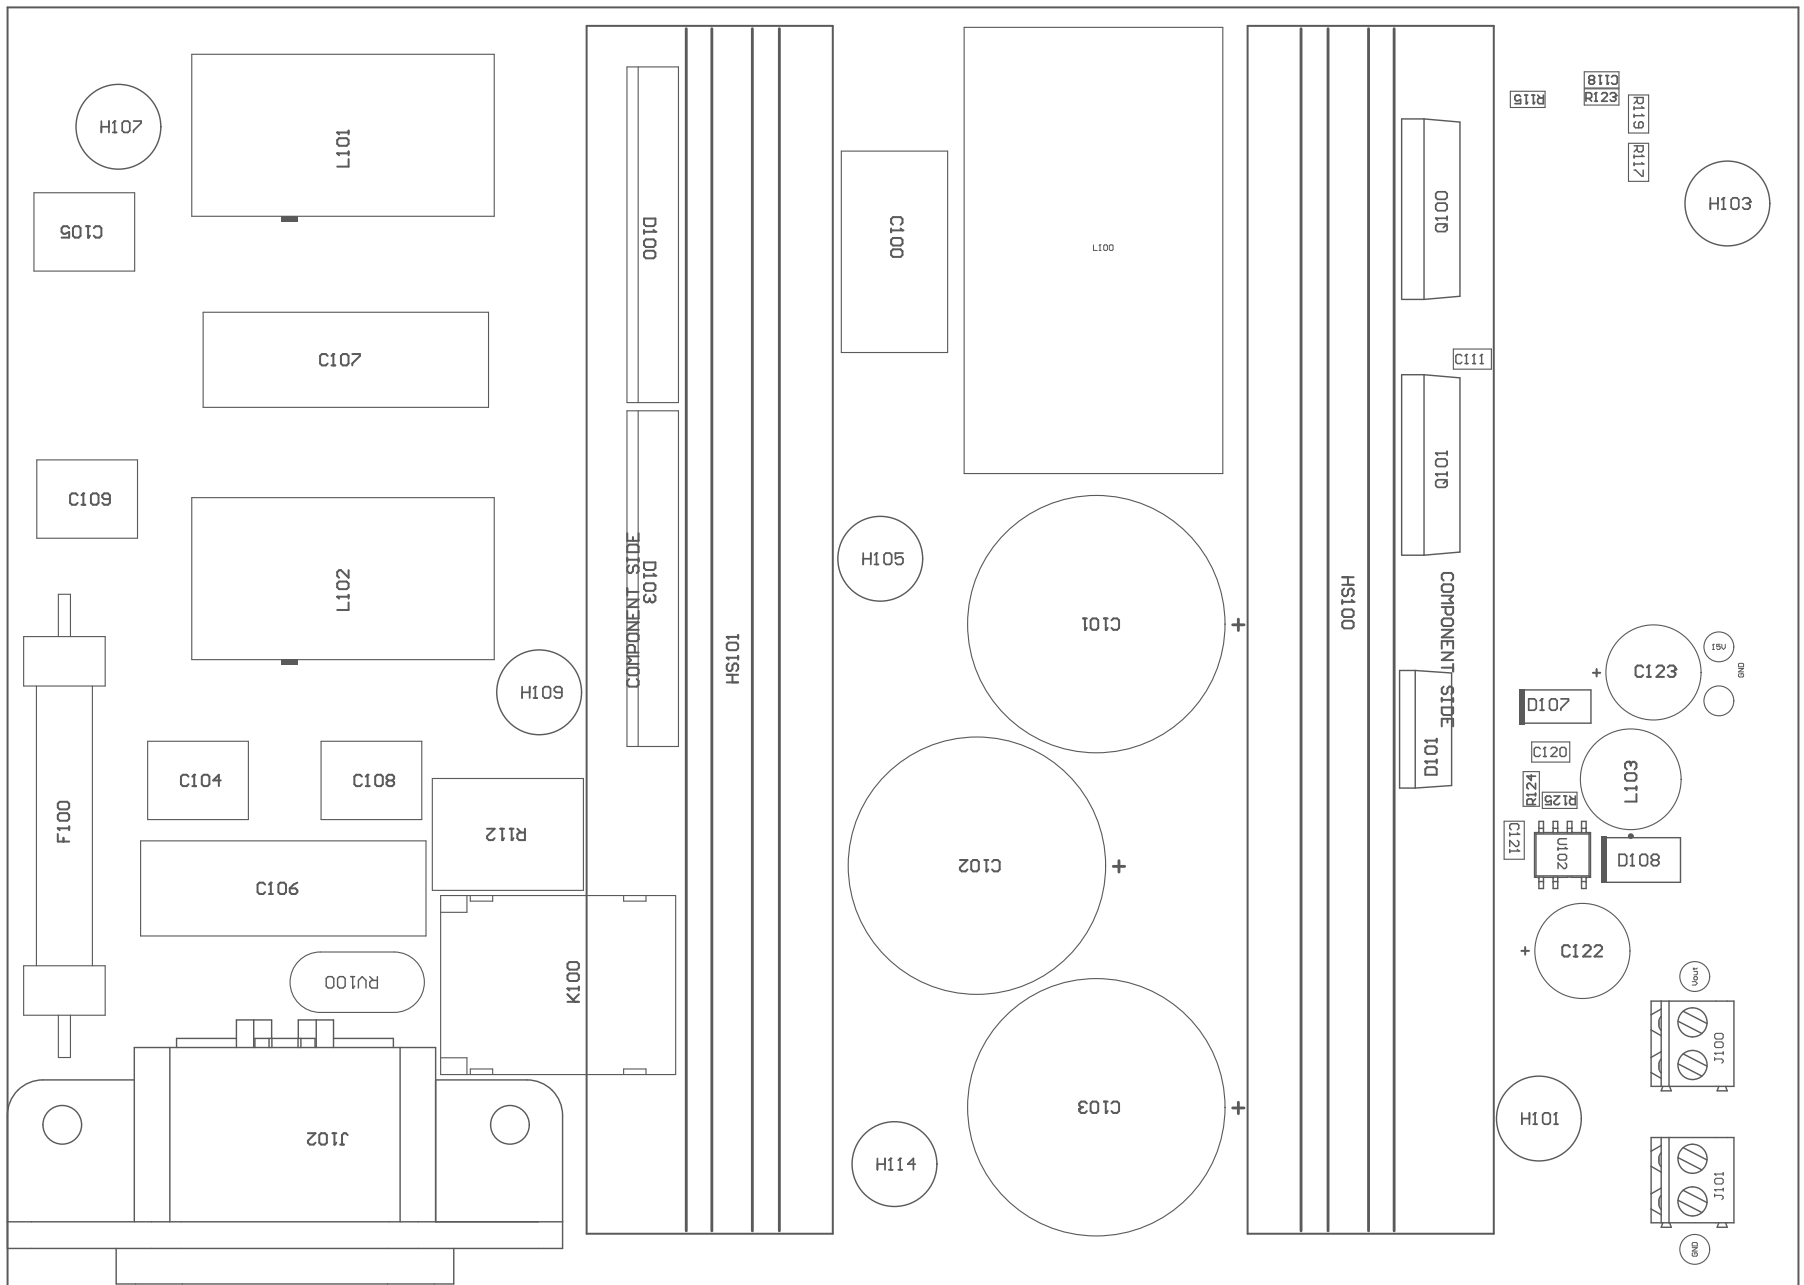 C118
R115
R123
R119
H107
L101
R117
Q100
H103
C105
D100
C100
L100
C107
C111
Q101
C109
H105
L102
COMPONENT SIDE
D103
C101
+
HS100
COMPONENT SIDE
15V
GND
C123
+
HS101
H109
D107
C120
D101
L103
C104
C108
R124
R125
F100
R112
C121
U102
D108
C102
+
C106
C122
+
RV100
K100
Vout
J100
C103
+
H101
J102
H114
J101
GND